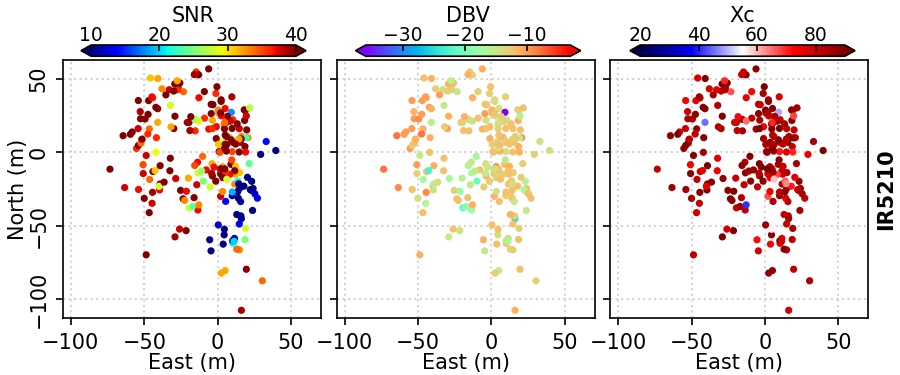 SNR DBV Xc
10 20 30 40 −30 −20 −10 20 40 60 80
50
0
−50
−100
North (m)
−100 −50 0 50 −100 −50 0 50 −100 −50 0 50
East (m) East (m) East (m)
IR5210